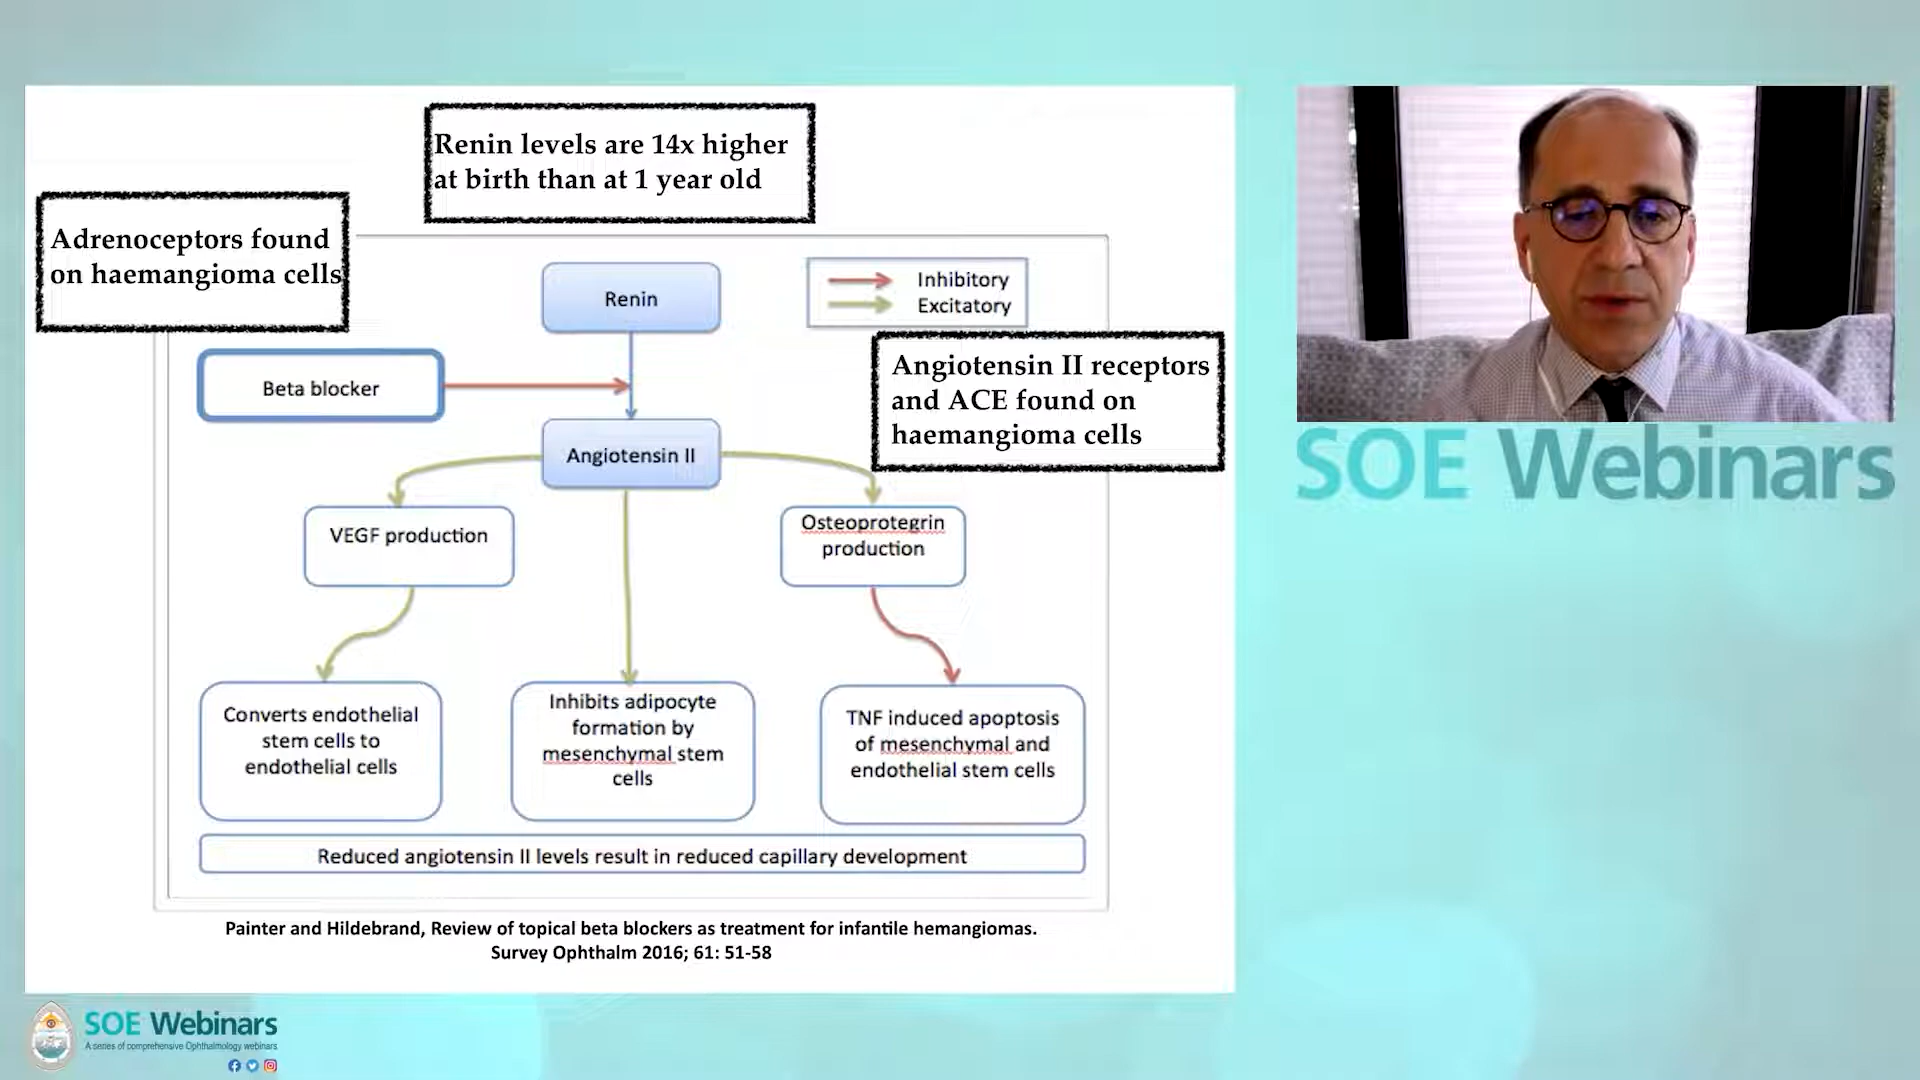 Renin levels are 14x higher
at birth than at 1 year old
Adrenoceptors found
on haemangioma cells
Renin
Inhibitory
Excitatory
Angiotensin II receptors
and ACE found on
haemangioma cells
Beta blocker
Angiotensin II
VEGF production
Osteoprotegrin
production
Converts endothelial
stem cells to
endothelial cells
Inhibits adipocyte
formation by
mesenchymal stem
cells
TNF induced apoptosis
of mesenchymal and
endothelial stem cells
Reduced angiotensin II levels result in reduced capillary development
Painter and Hildebrand, Review of topical beta blockers as treatment for infantile hemangiomas.
Survey Ophthalm 2016; 61: 51-58
SOE Webinars
SOE Webinars
A series of comprehensive Ophthalmology webinars